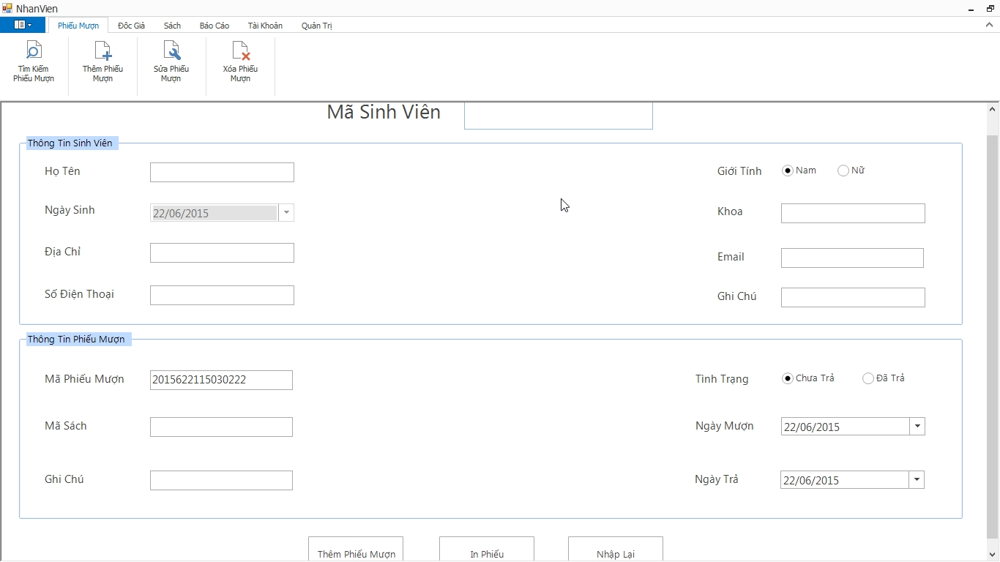 NhanVien
Phiếu Mượn Độc Giả Sách Báo Cáo Tài Khoản Quản Trị
Tìm Kiếm Phiếu Mượn
Thêm Phiếu Mượn
Sửa Phiếu Mượn
Xóa Phiếu Mượn
Mã Sinh Viên
Thông Tin Sinh Viên
Họ Tên
Giới Tính Nam Nữ
Ngày Sinh 22/06/2015
Khoa
Địa Chỉ
Email
Số Điện Thoại
Ghi Chú
Thông Tin Phiếu Mượn
Mã Phiếu Mượn 2015622115030222
Tình Trạng Chưa Trả Đã Trả
Mã Sách
Ngày Mượn 22/06/2015
Ghi Chú
Ngày Trả 22/06/2015
Thêm Phiếu Mượn In Phiếu Nhập Lại